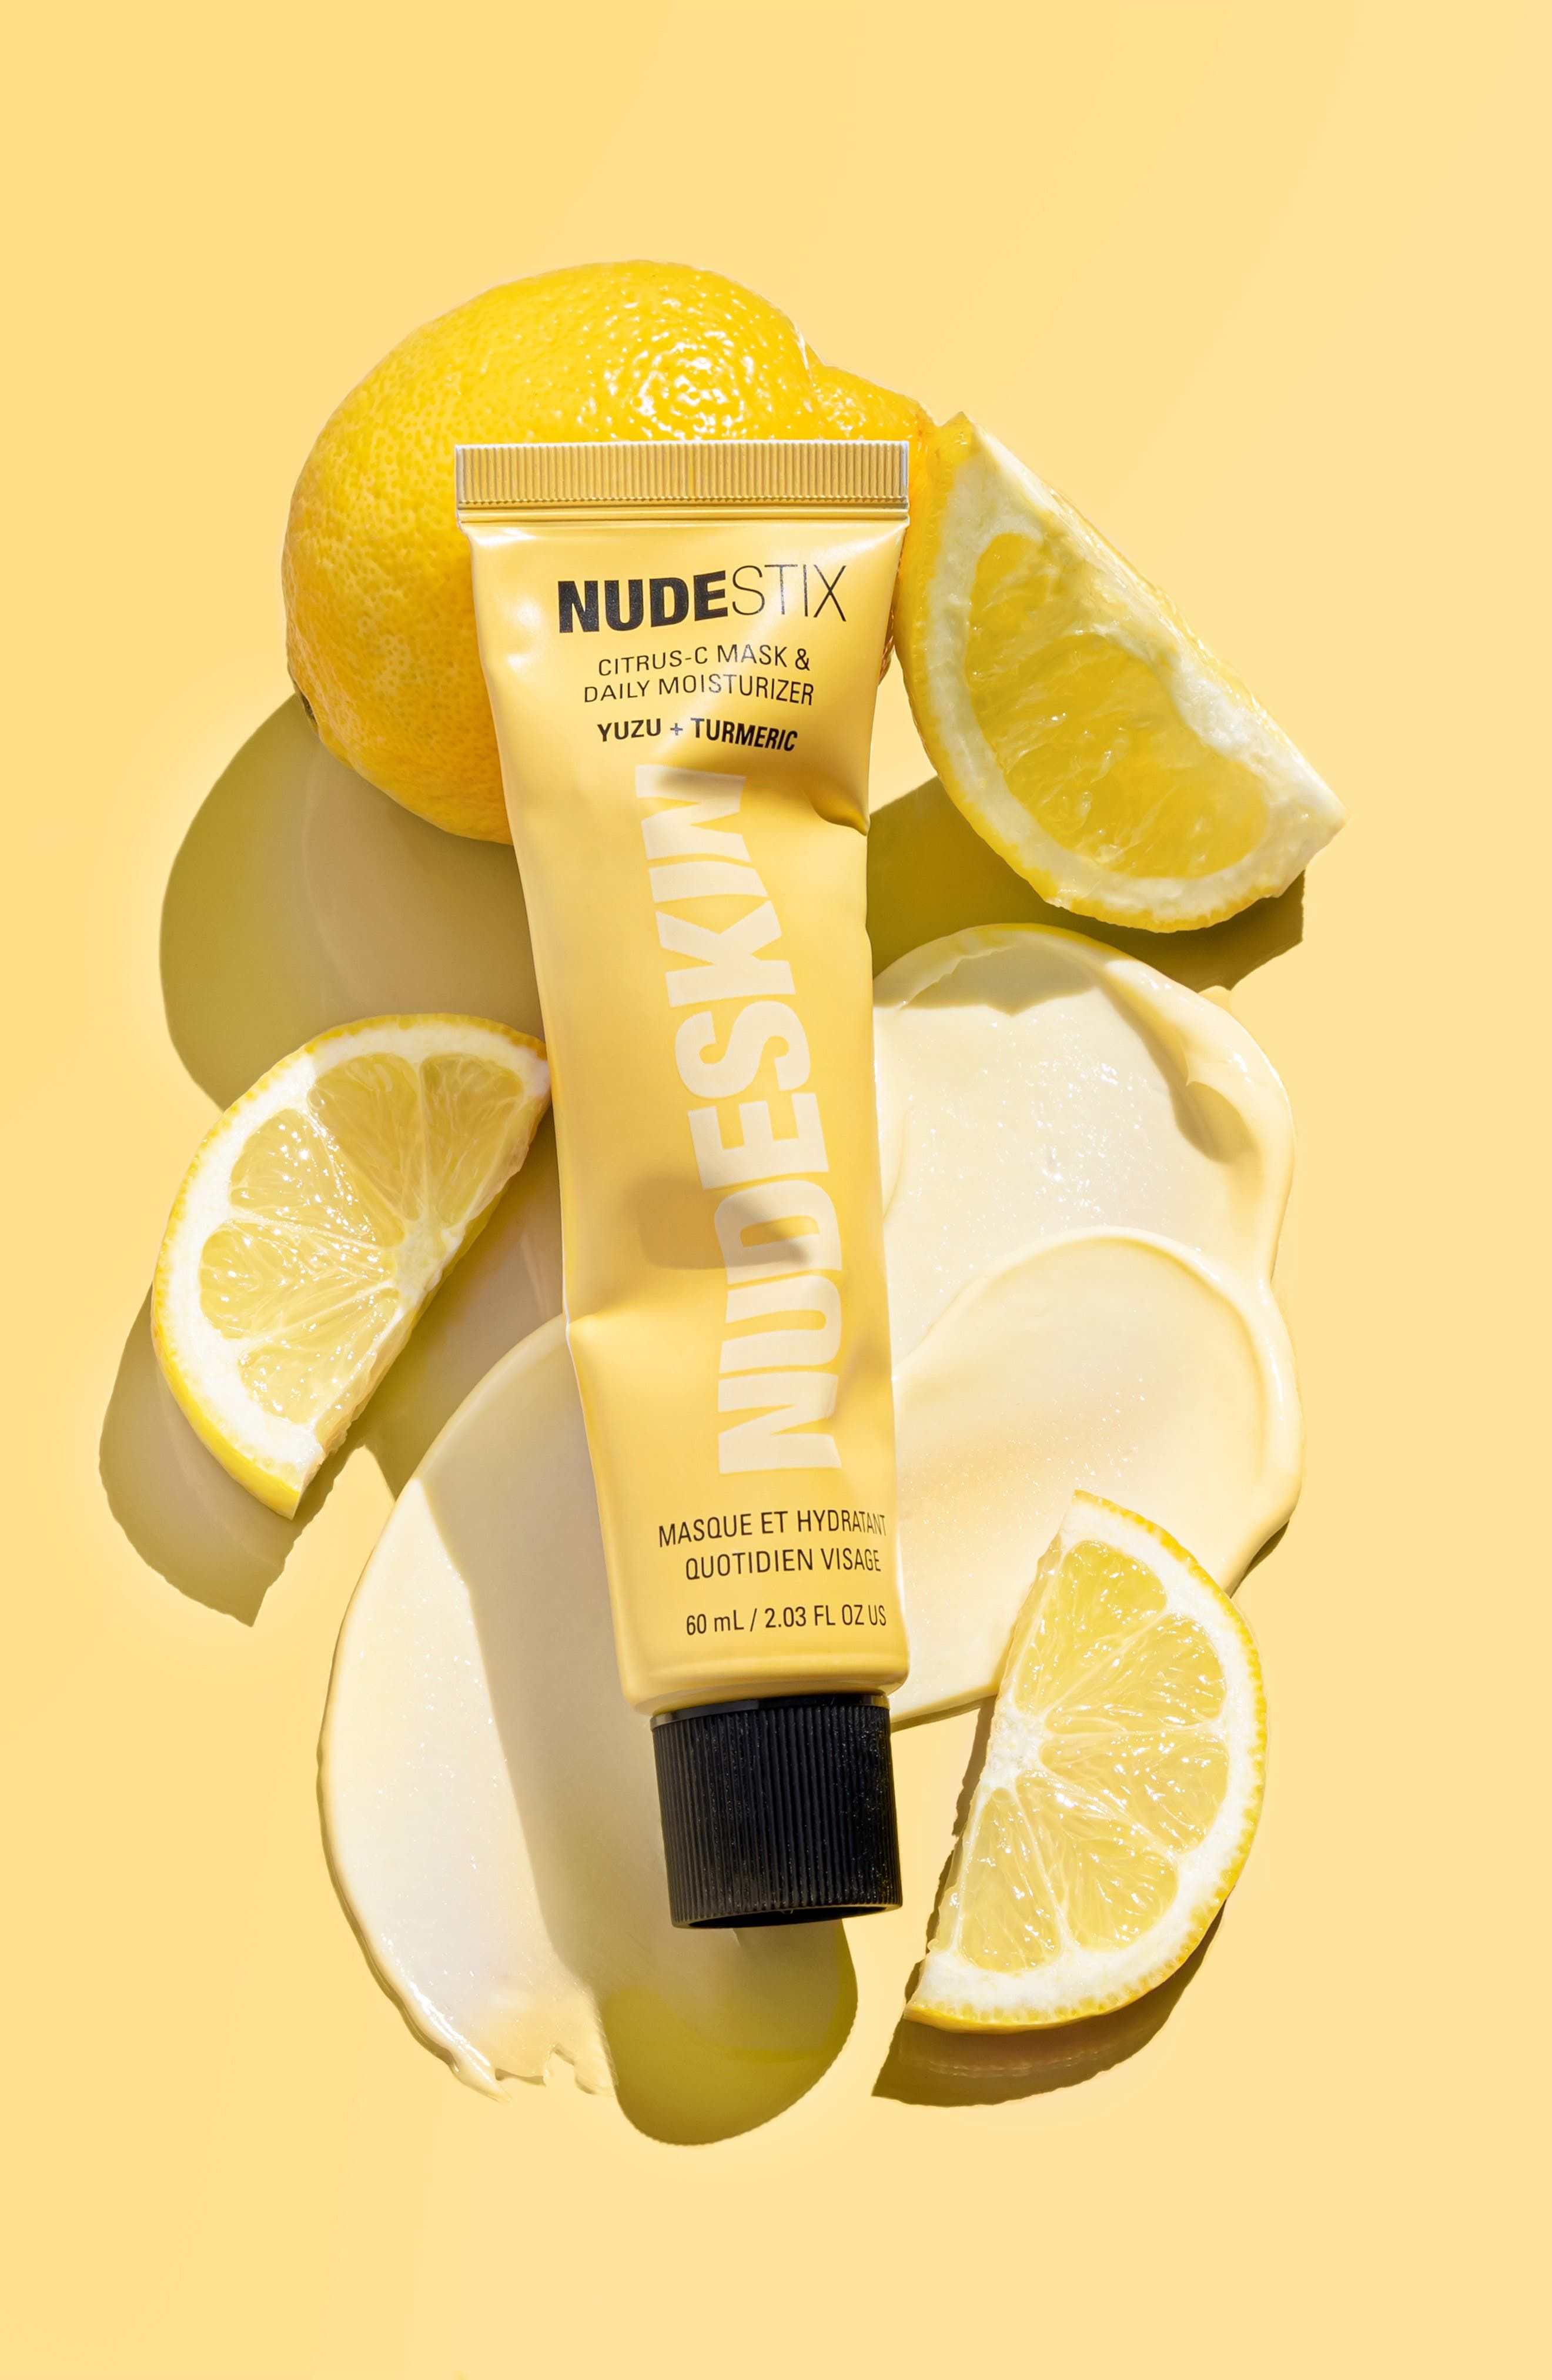 NUDESTIX
CITRUS-C MASK &
DAILY MOISTURIZER
YUZU + TURMERIC
NUDESKIN
MASQUE ET HYDRATANT
QUOTIDIEN VISAGE
60 mL / 2.03 FL OZ US